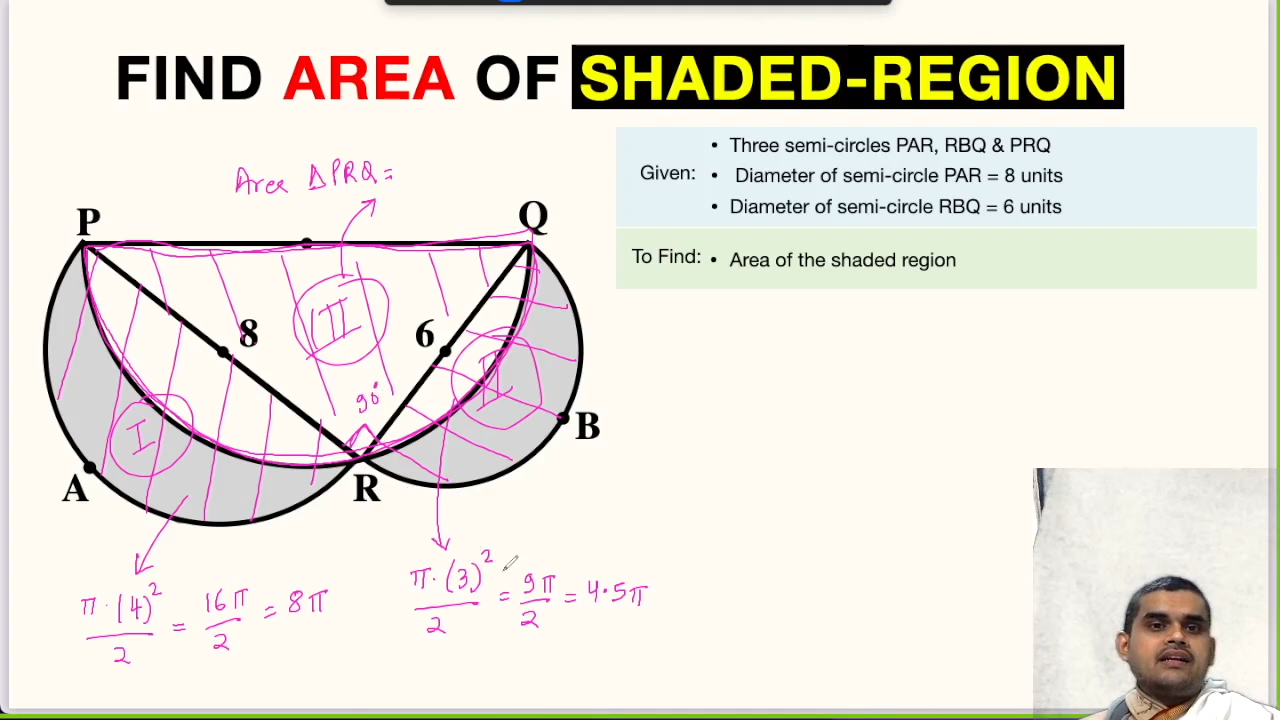 FIND AREA OF SHADED-REGION
Given:
• Three semi-circles PAR, RBQ & PRQ
• Diameter of semi-circle PAR = 8 units
• Diameter of semi-circle RBQ = 6 units
To Find: • Area of the shaded region
Area ΔPRQ =
P
Q
8
6
III
II
90°
I
A
R
B
π·(4)²/2 = 16π/2 = 8π
π·(3)²/2 = 9π/2 = 4.5π